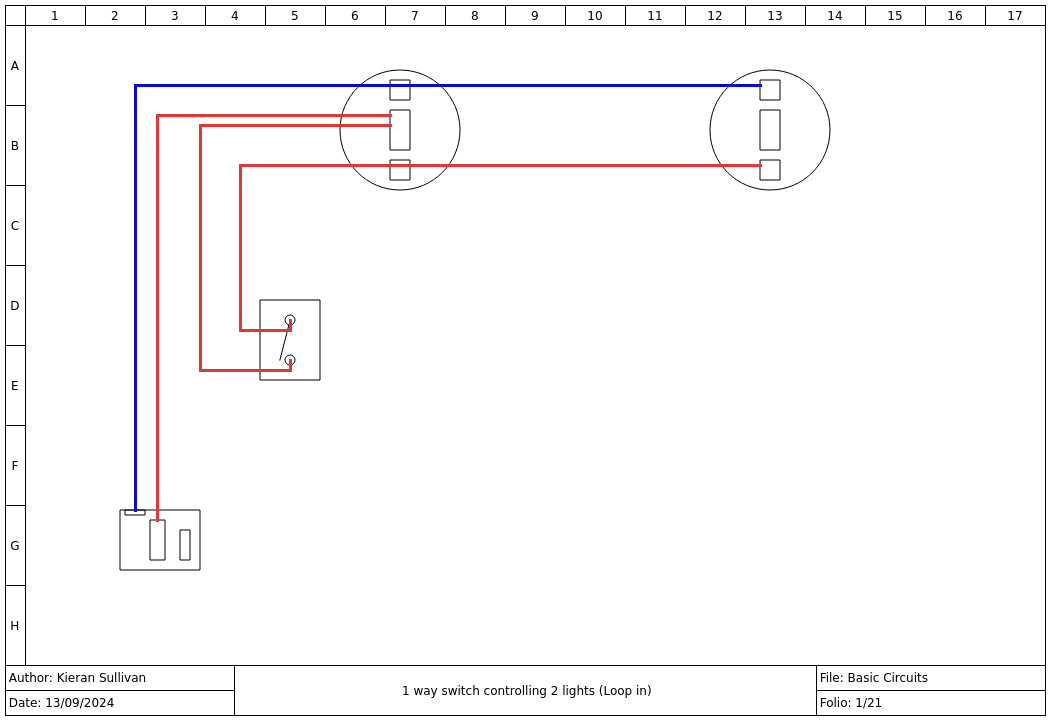 1 2 3 4 5 6 7 8 9 10 11 12 13 14 15 16 17
A
B
C
D
E
F
G
H
Author: Kieran Sullivan
Date: 13/09/2024
1 way switch controlling 2 lights (Loop in)
File: Basic Circuits
Folio: 1/21